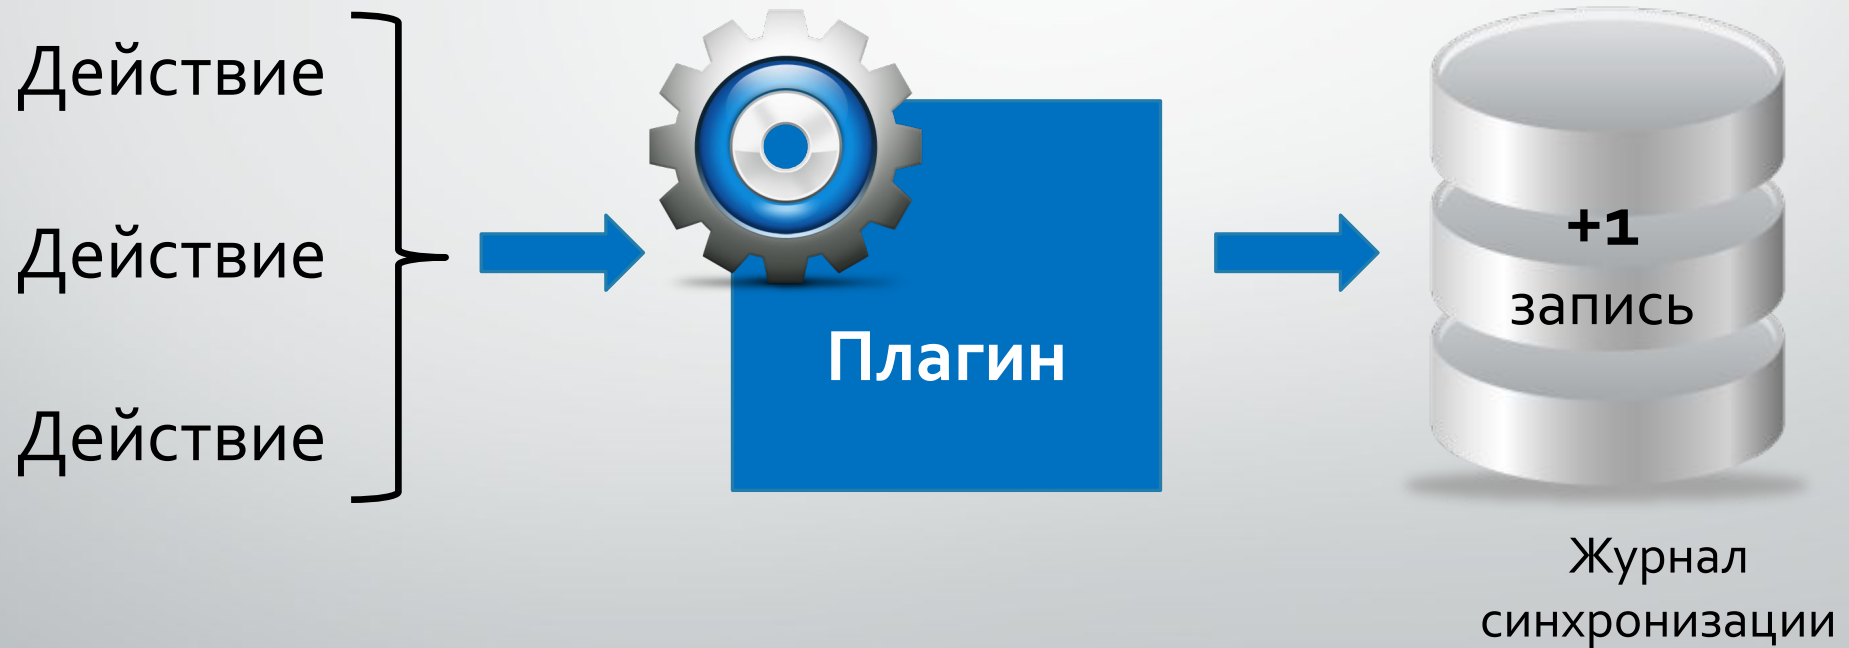 Действие
Действие
Действие
Плагин
+1
запись
Журнал
синхронизации